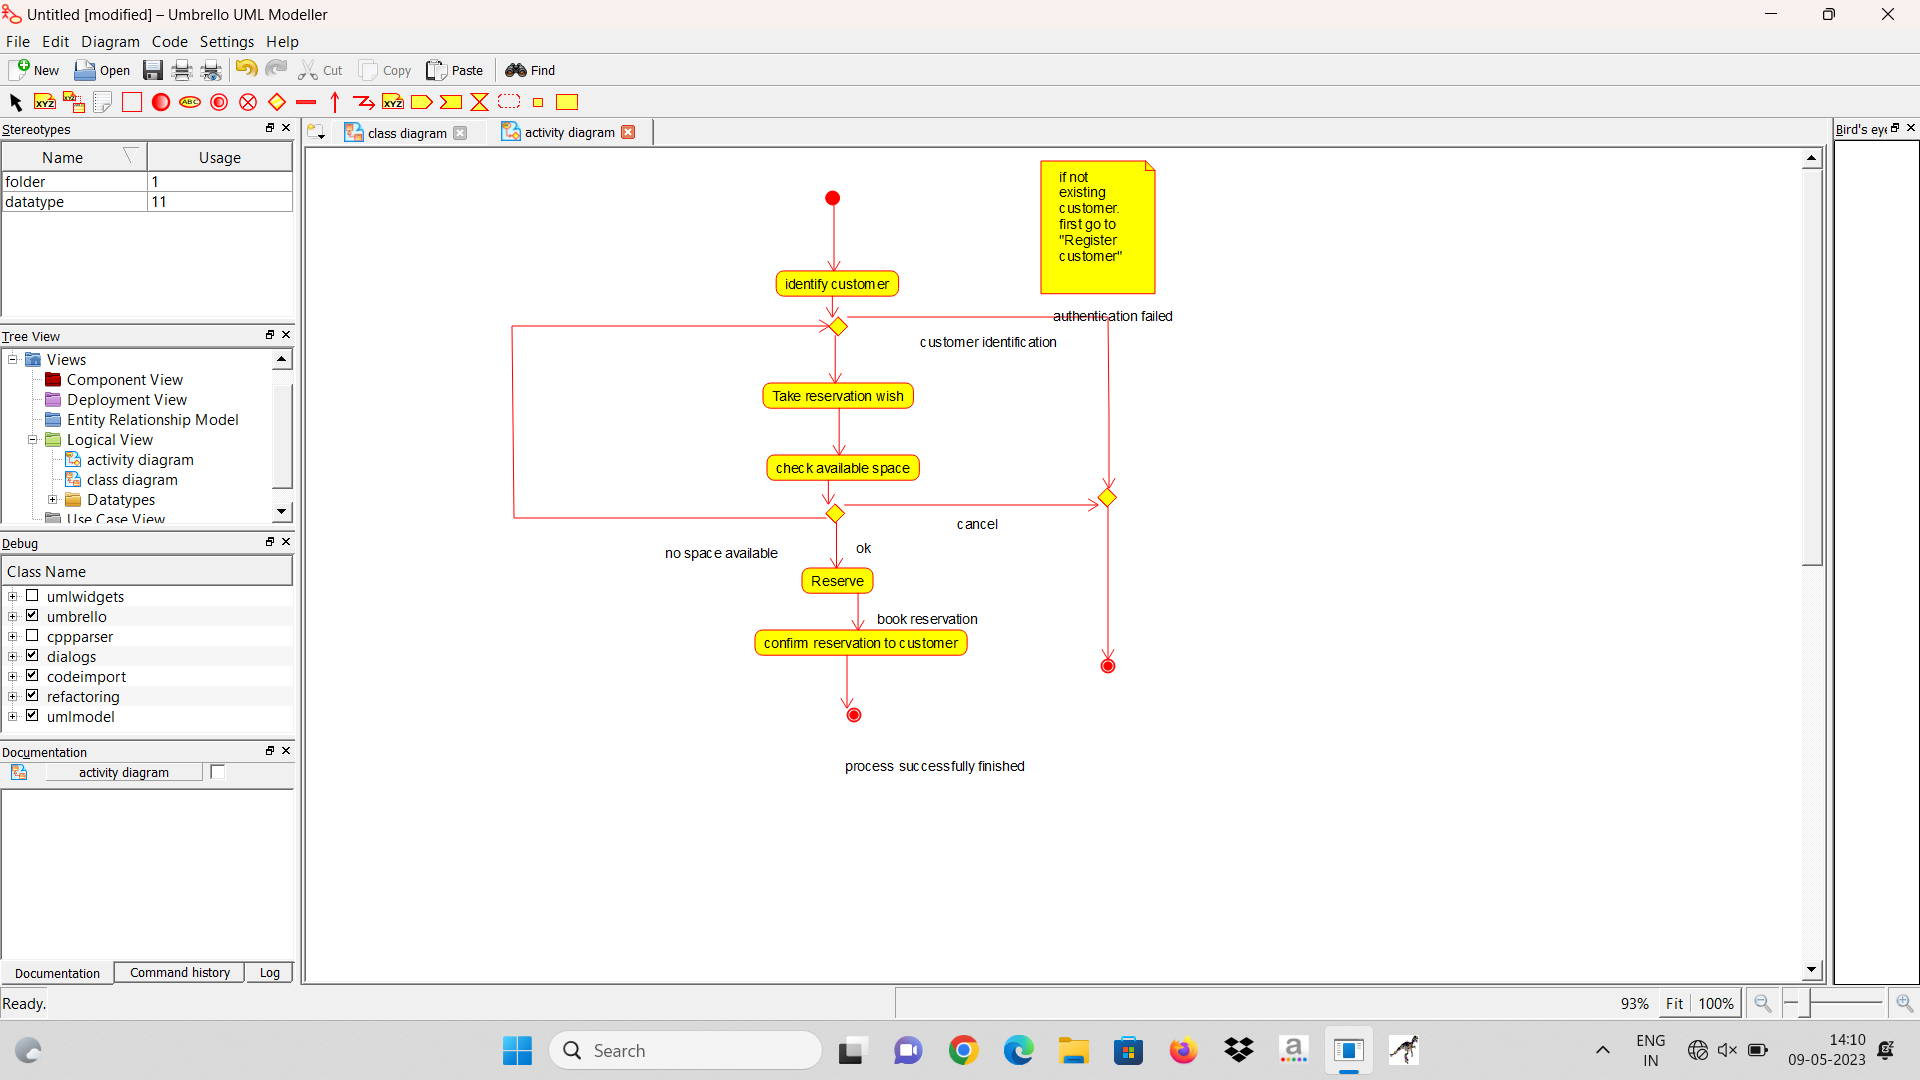 Untitled [modified] – Umbrello UML Modeller
File Edit Diagram Code Settings Help
New Open Cut Copy Paste Find
XYZ XYZ ABC XYZ
Stereotypes
Name Usage
folder 1
datatype 11
Tree View
Views
Component View
Deployment View
Entity Relationship Model
Logical View
activity diagram
class diagram
Datatypes
Use Case View
Debug
Class Name
umlwidgets
umbrello
cppparser
dialogs
codeimport
refactoring
umlmodel
Documentation
activity diagram
Documentation Command history Log
Ready.
class diagram activity diagram
if not
existing
customer.
first go to
"Register
customer"
identify customer
authentication failed
customer identification
Take reservation wish
check available space
cancel
no space available
ok
Reserve
book reservation
confirm reservation to customer
process successfully finished
Bird's eye
93% Fit 100%
Search
a
ENG
IN
14:10
09-05-2023